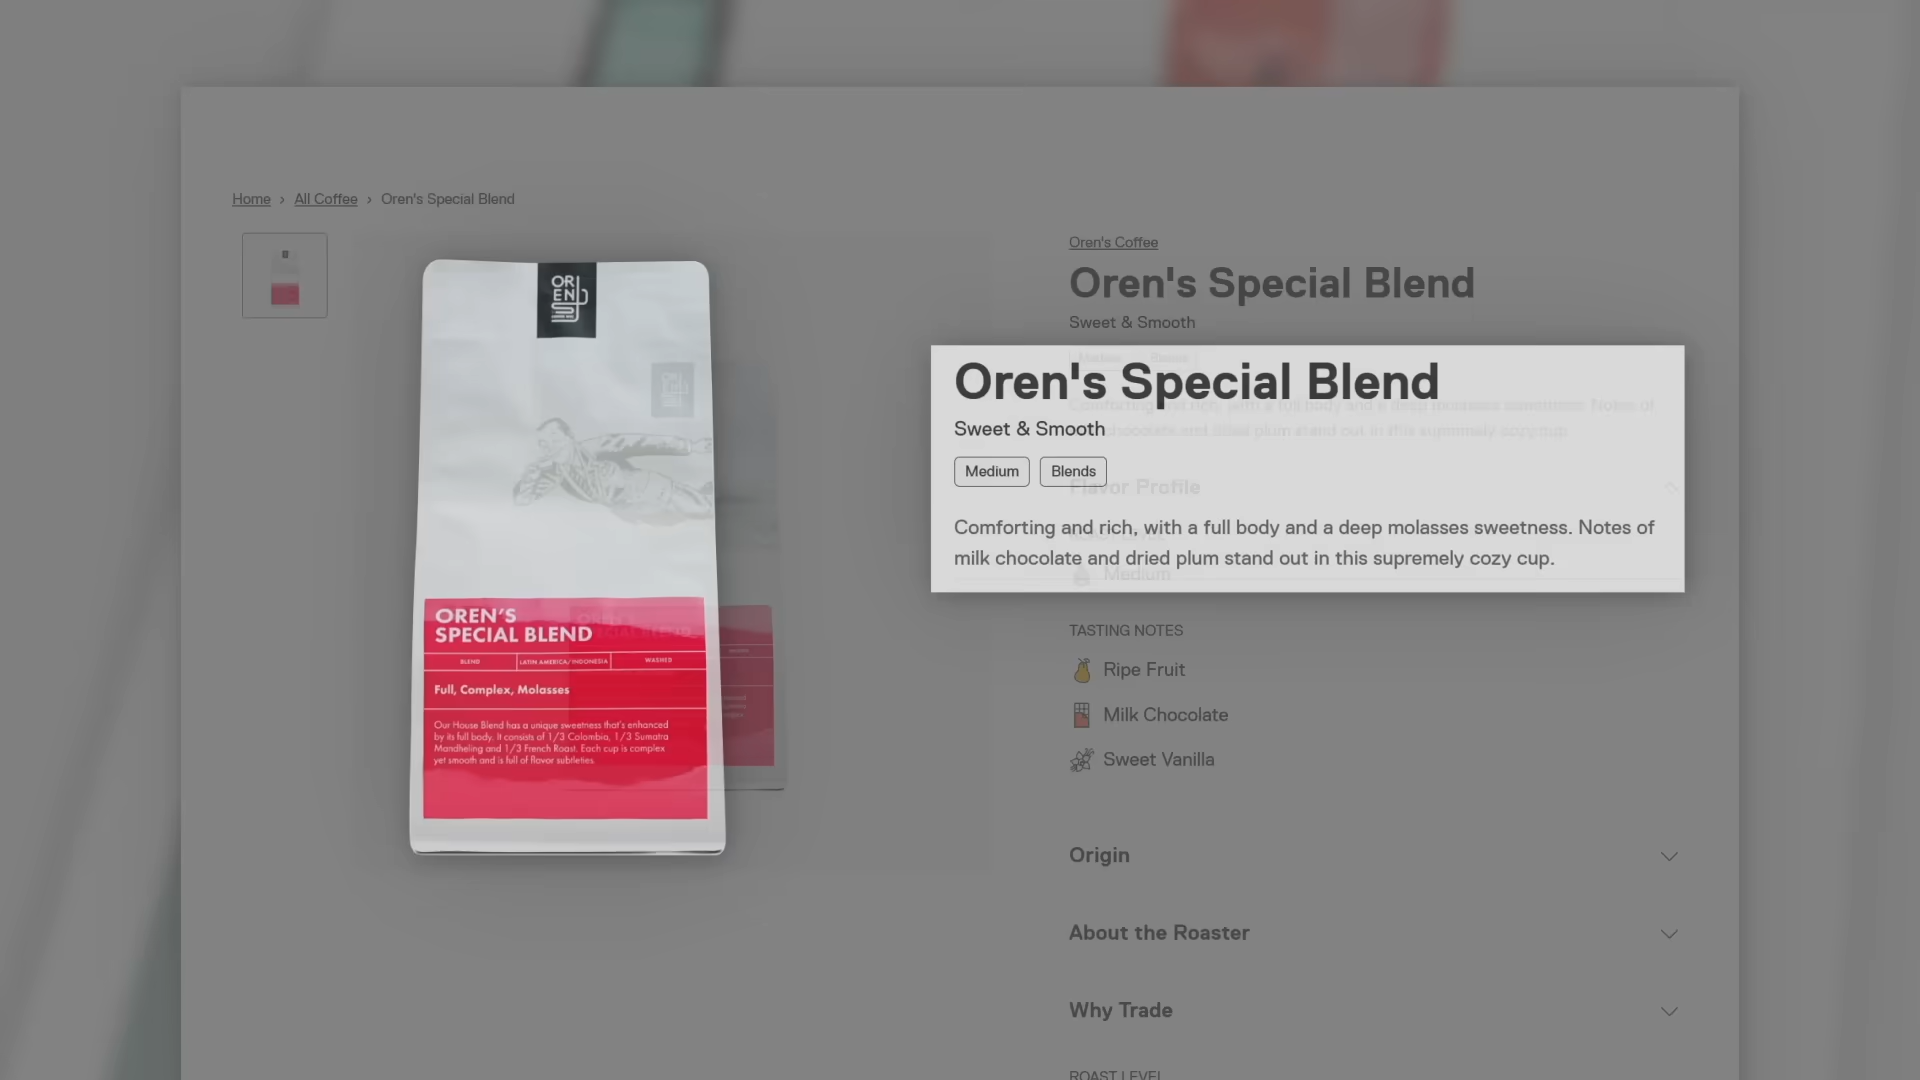 Home › All Coffee › Oren's Special Blend
OR
EN
OREN'S
SPECIAL BLEND
BLEND
LATIN AMERICA/INDONESIA
WASHED
Full, Complex, Molasses
Our House Blend has a unique sweetness that's enhanced
by its full body. It consists of 1/3 Colombia, 1/3 Sumatra
Mandheling and 1/3 French Roast. Each cup is complex
yet smooth and is full of flavor subtleties.
Oren's Coffee
Oren's Special Blend
Sweet & Smooth
Oren's Special Blend
Sweet & Smooth
Medium
Blends
Comforting and rich, with a full body and a deep molasses sweetness. Notes of
milk chocolate and dried plum stand out in this supremely cozy cup.
Flavor Profile
Medium
TASTING NOTES
Ripe Fruit
Milk Chocolate
Sweet Vanilla
Origin
About the Roaster
Why Trade
ROAST LEVEL